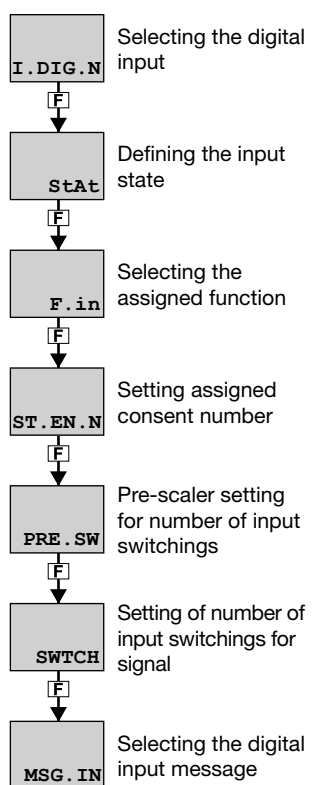 I.DIG.N
Selecting the digital
input
F
StAt
Defining the input
state
F
F.in
Selecting the
assigned function
F
ST.EN.N
Setting assigned
consent number
F
PRE.SW
Pre-scaler setting
for number of input
switchings
F
SWTCH
Setting of number of
input switchings for
signal
F
MSG.IN
Selecting the digital
input message